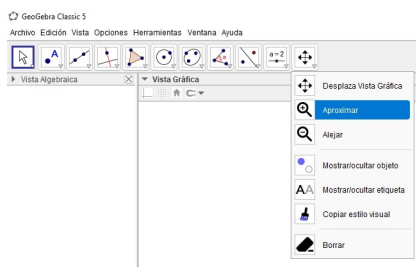 GeoGebra Classic 5
Archivo Edición Vista Opciones Herramientas Ventana Ayuda
A
a=2
Vista Algebraica
Vista Gráfica
Desplaza Vista Gráfica
Aproximar
Alejar
Mostrar/ocultar objeto
AA Mostrar/ocultar etiqueta
Copiar estilo visual
Borrar